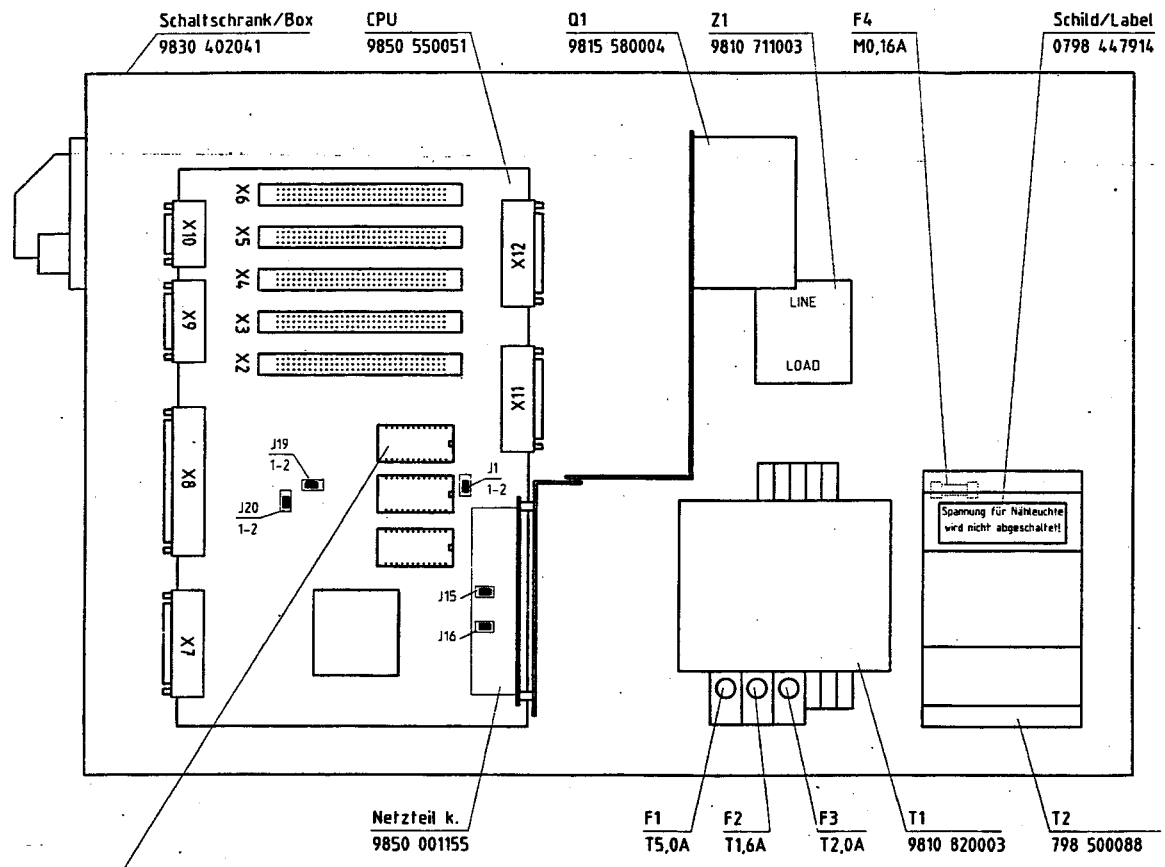 Schaltschrank/Box
9830 402041
CPU
9850 550051
Q1
9815 580004
Z1
9810 711003
F4
M0,16A
Schild/Label
0798 447914
X6
X5
X4
X3
X2
X10
X9
X8
X7
X12
X11
LINE
LOAD
J19
1-2
J20
1-2
J1
1-2
J15
J16
Spannung für Nähleuchte
wird nicht abgeschaltet!
Netzteil k.
9850 001155
F1
T5,0A
F2
T1,6A
F3
T2,0A
T1
9810 820003
T2
798 500088